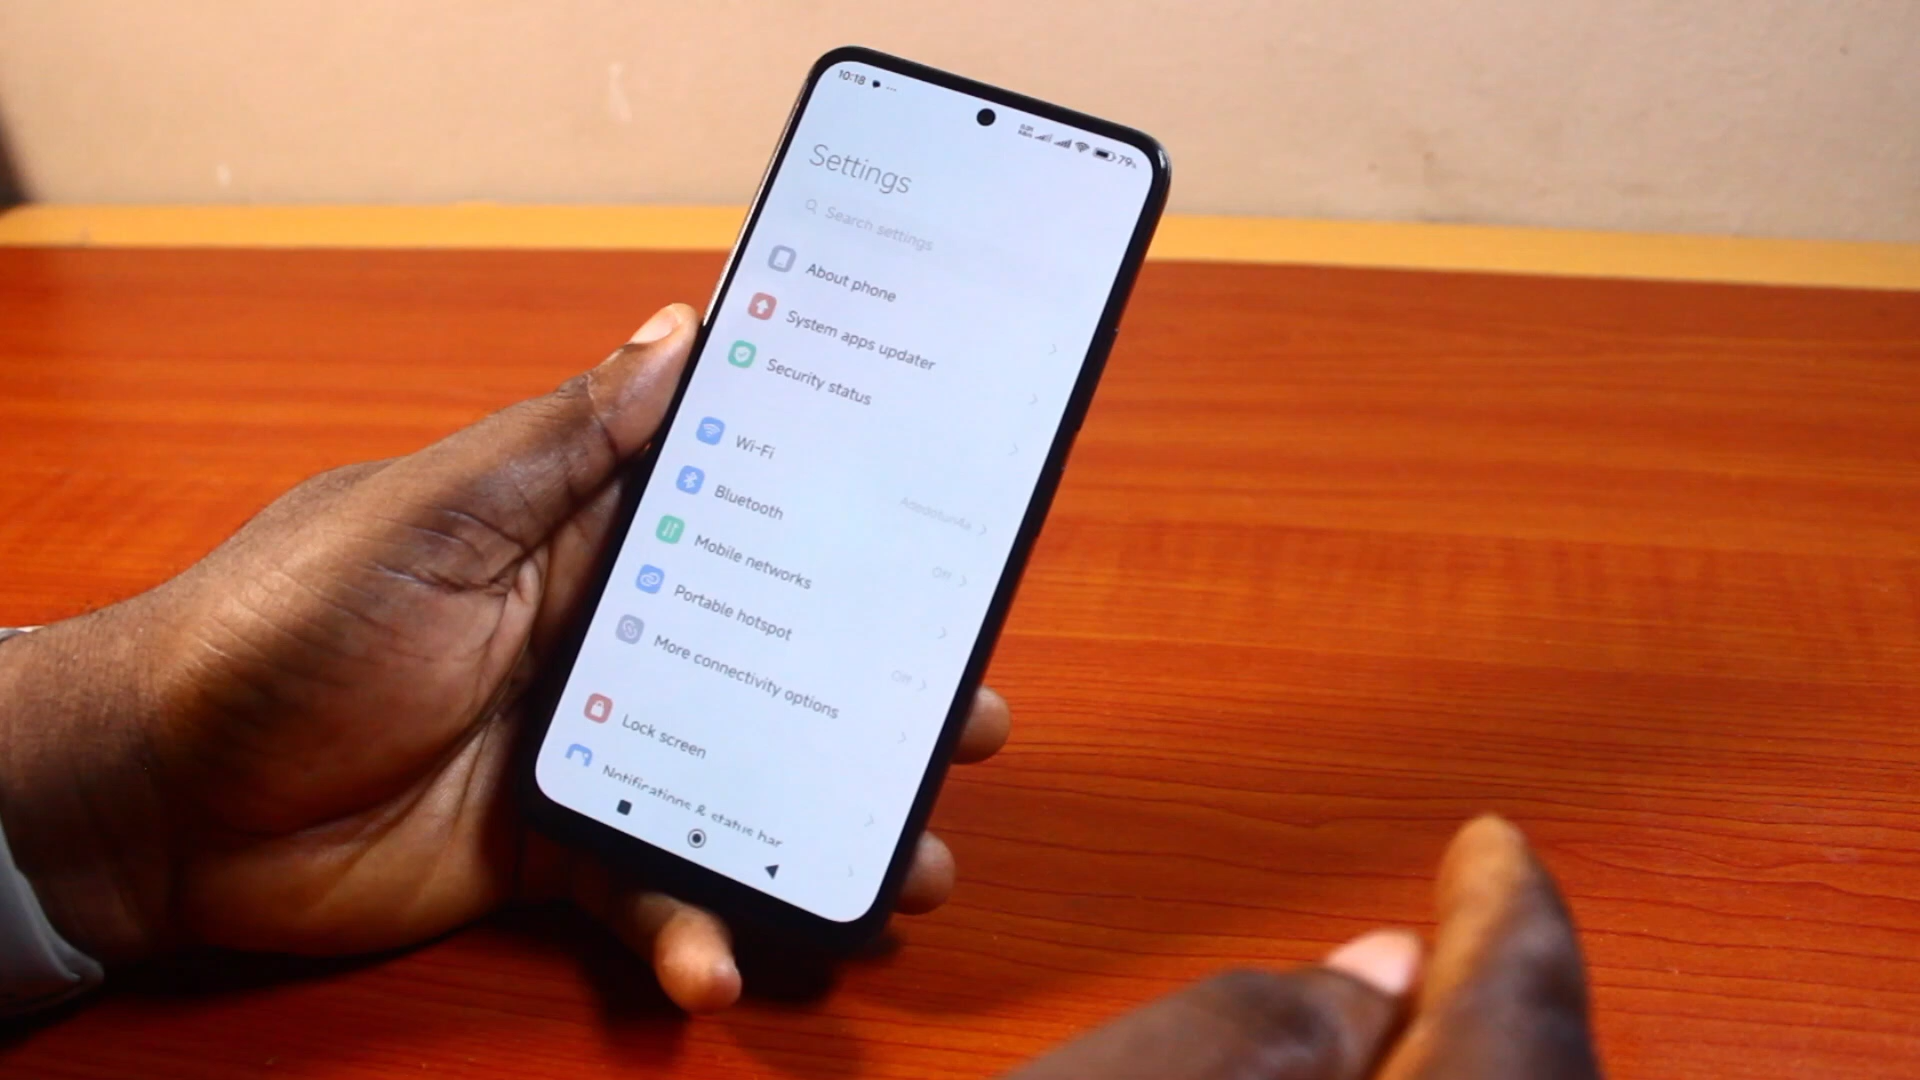 10:18
79%
Settings
Search settings
About phone
System apps updater
Security status
Wi-Fi
Bluetooth
Off
Mobile networks
Portable hotspot
Off
More connectivity options
Lock screen
Notifications & status bar